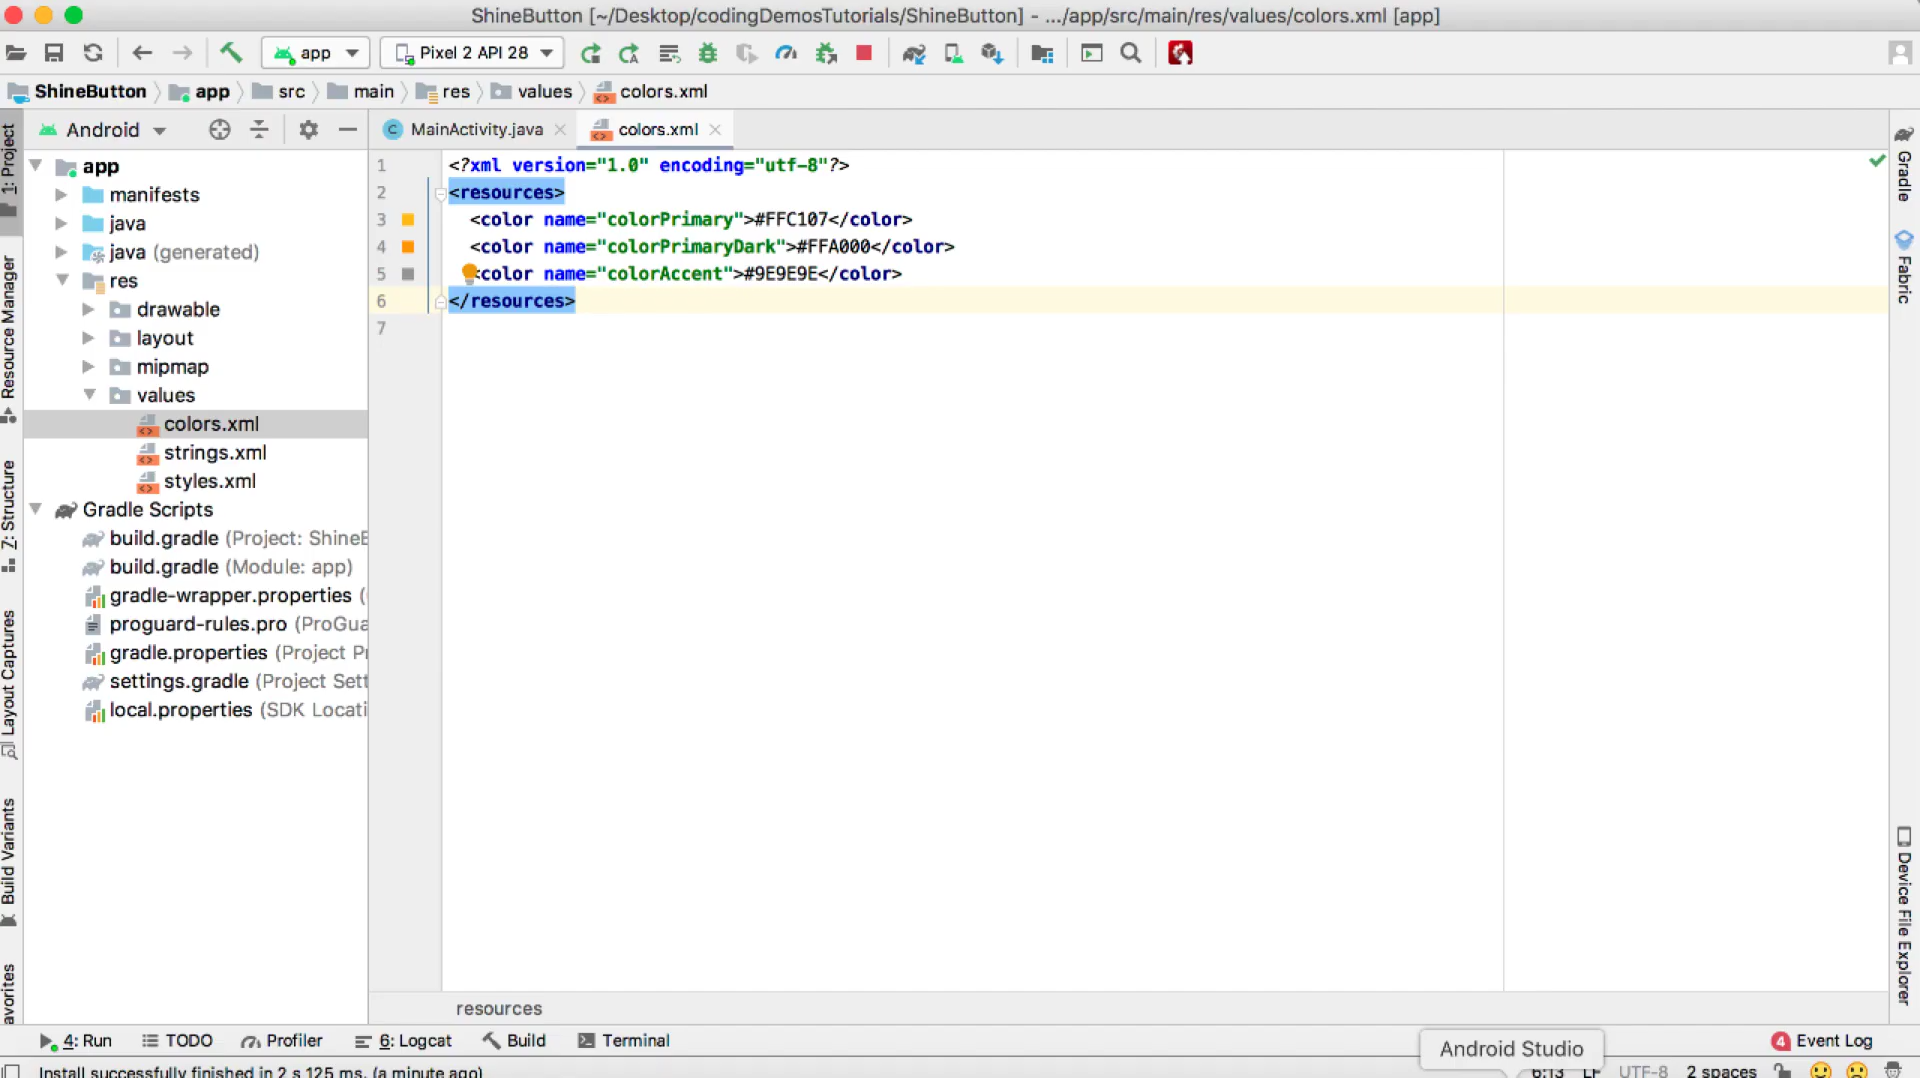 ShineButton [~/Desktop/codingDemosTutorials/ShineButton] - .../app/src/main/res/values/colors.xml [app]
app
Pixel 2 API 28
ShineButton
app
src
main
res
values
colors.xml
Android
MainActivity.java
colors.xml
1: Project
Resource Manager
Z: Structure
Layout Captures
Build Variants
avorites
app
manifests
java
java (generated)
res
drawable
layout
mipmap
values
colors.xml
strings.xml
styles.xml
Gradle Scripts
build.gradle (Project: ShineB
build.gradle (Module: app)
gradle-wrapper.properties (
proguard-rules.pro (ProGua
gradle.properties (Project Pr
settings.gradle (Project Sett
local.properties (SDK Locati
1 <?xml version="1.0" encoding="utf-8"?>
2 <resources>
3 <color name="colorPrimary">#FFC107</color>
4 <color name="colorPrimaryDark">#FFA000</color>
5 <color name="colorAccent">#9E9E9E</color>
6 </resources>
7
Gradle
Fabric
Device File Explorer
resources
4: Run
TODO
Profiler
6: Logcat
Build
Terminal
Android Studio
4 Event Log
Install successfully finished in 2 s 125 ms. (a minute ago)
6:13 LF UTF-8 2 spaces